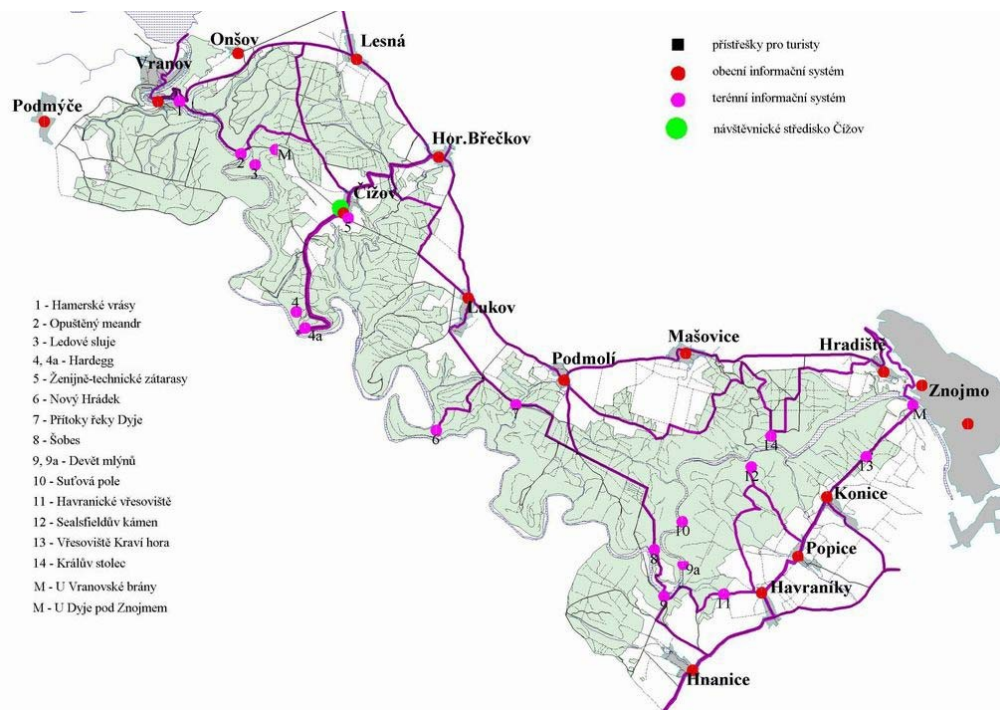 Onšov
Lesná
Vranov
Podmýče
1
Hor.Břečkov
2
M
3
Čížov
5
4
4a
Lukov
Mašovice
Hradiště
Podmolí
Znojmo
M
7
6
14
13
12
Konice
10
Popice
8
9a
Havraníky
9
11
Hnanice
přístřešky pro turisty
obecní informační systém
terénní informační systém
návštěvnické středisko Čížov
1 - Hamerské vrásy
2 - Opuštěný meandr
3 - Ledové sluje
4, 4a - Hardegg
5 - Ženijně-technické zátarasy
6 - Nový Hrádek
7 - Přítoky řeky Dyje
8 - Šobes
9, 9a - Devět mlýnů
10 - Suťová pole
11 - Havranické vřesoviště
12 - Sealsfieldův kámen
13 - Vřesoviště Kraví hora
14 - Králův stolec
M - U Vranovské brány
M - U Dyje pod Znojmem